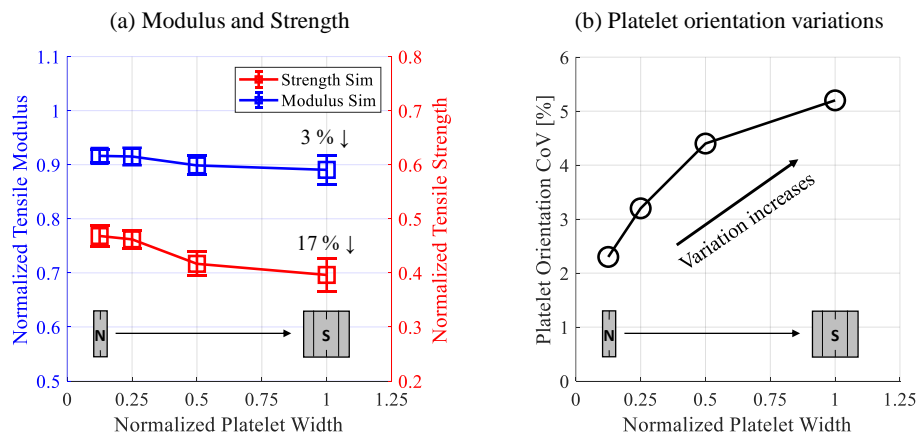 (a) Modulus and Strength
Normalized Tensile Modulus
1.1
1
0.9
0.8
0.7
0.6
0.5
Strength Sim
Modulus Sim
3 % ↓
17 % ↓
N
S
0
0.25
0.5
0.75
1
1.25
Normalized Platelet Width
0.8
0.7
0.6
0.5
0.4
0.3
0.2
Normalized Tensile Strength
(b) Platelet orientation variations
Platelet Orientation CoV [%]
6
5
4
3
2
1
0
Variation increases
N
S
0
0.25
0.5
0.75
1
1.25
Normalized Platelet Width